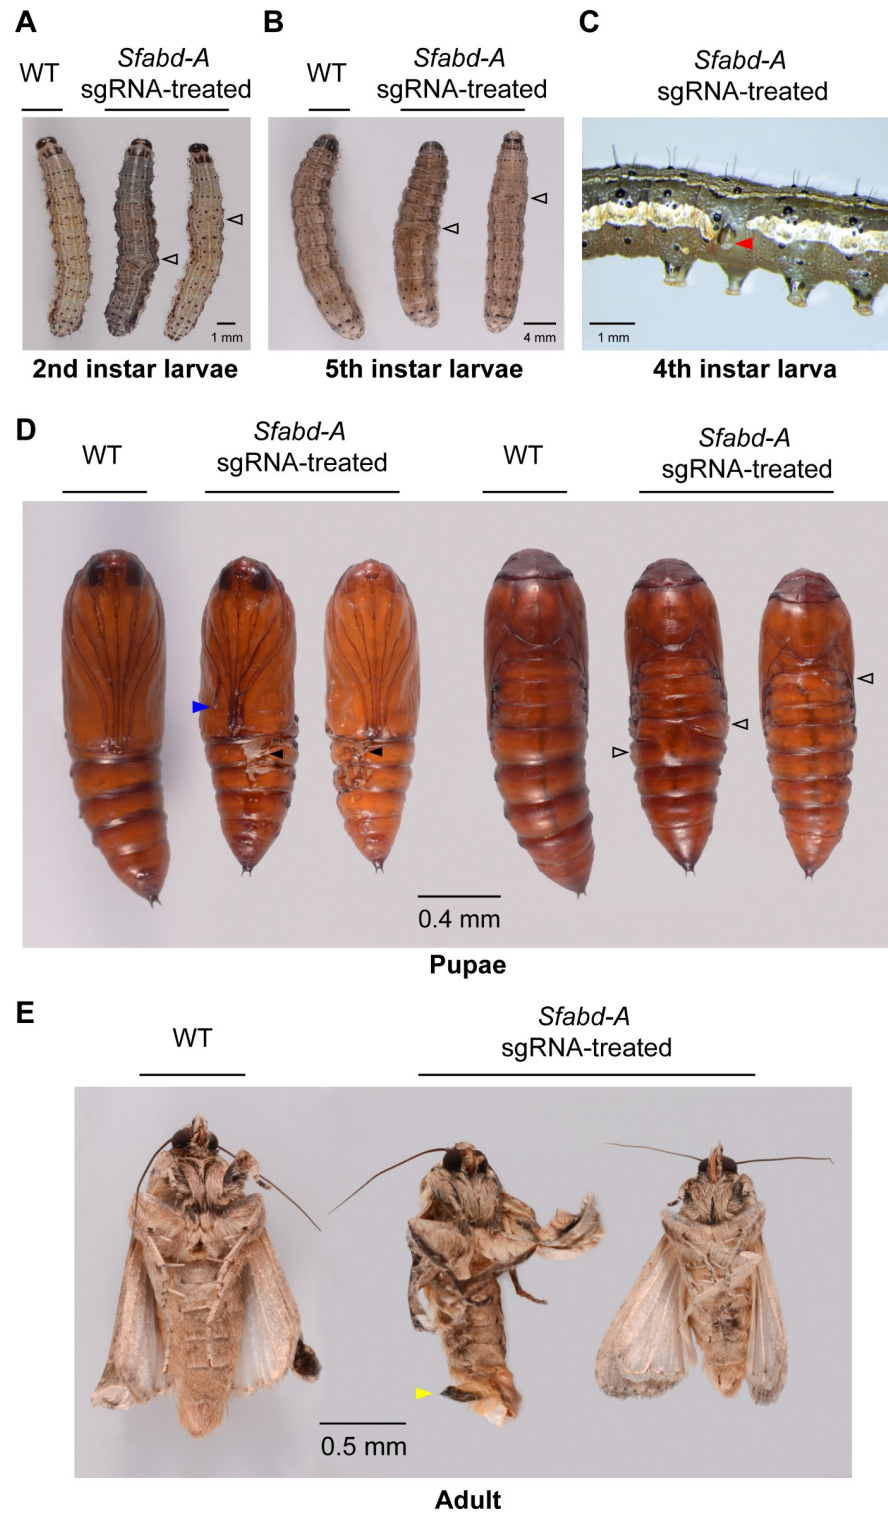 A
WT
Sfabd-A
sgRNA-treated
1 mm
2nd instar larvae
B
WT
Sfabd-A
sgRNA-treated
4 mm
5th instar larvae
C
Sfabd-A
sgRNA-treated
1 mm
4th instar larva
D
WT
Sfabd-A
sgRNA-treated
WT
Sfabd-A
sgRNA-treated
0.4 mm
Pupae
E
WT
Sfabd-A
sgRNA-treated
0.5 mm
Adult